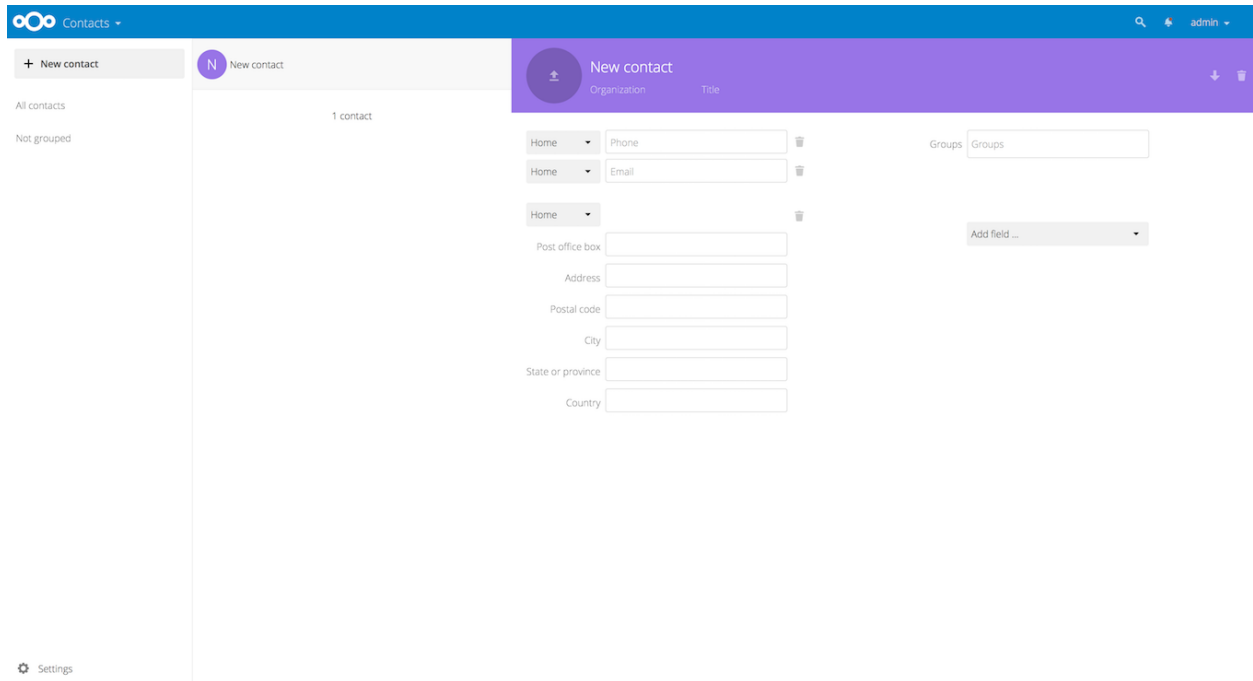 Contacts
admin
New contact
All contacts
Not grouped
Settings
N New contact
1 contact
New contact
Organization Title
Home Phone
Home Email
Home
Post office box
Address
Postal code
City
State or province
Country
Groups Groups
Add field ...